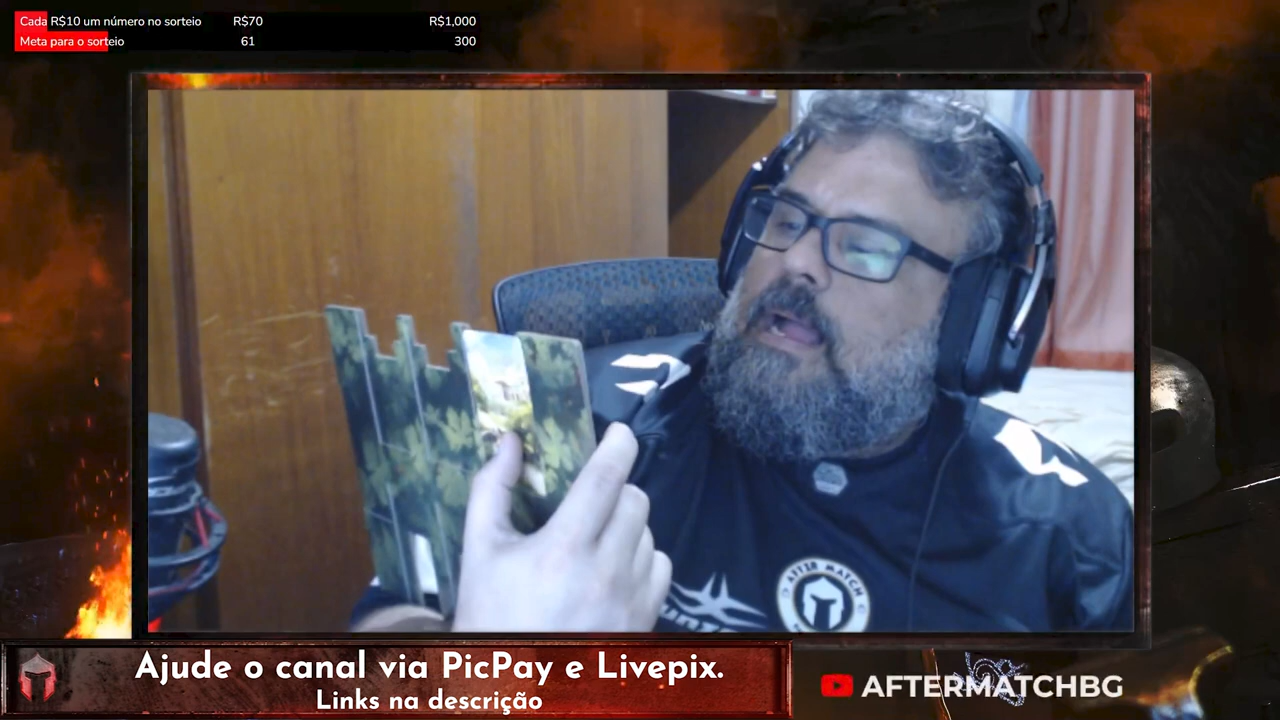 Cada R$10 um número no sorteio R$70 R$1,000
Meta para o sorteio 61 300
AFTER MATCH
Ajude o canal via PicPay e Livepix.
Links na descrição
AFTERMATCHBG